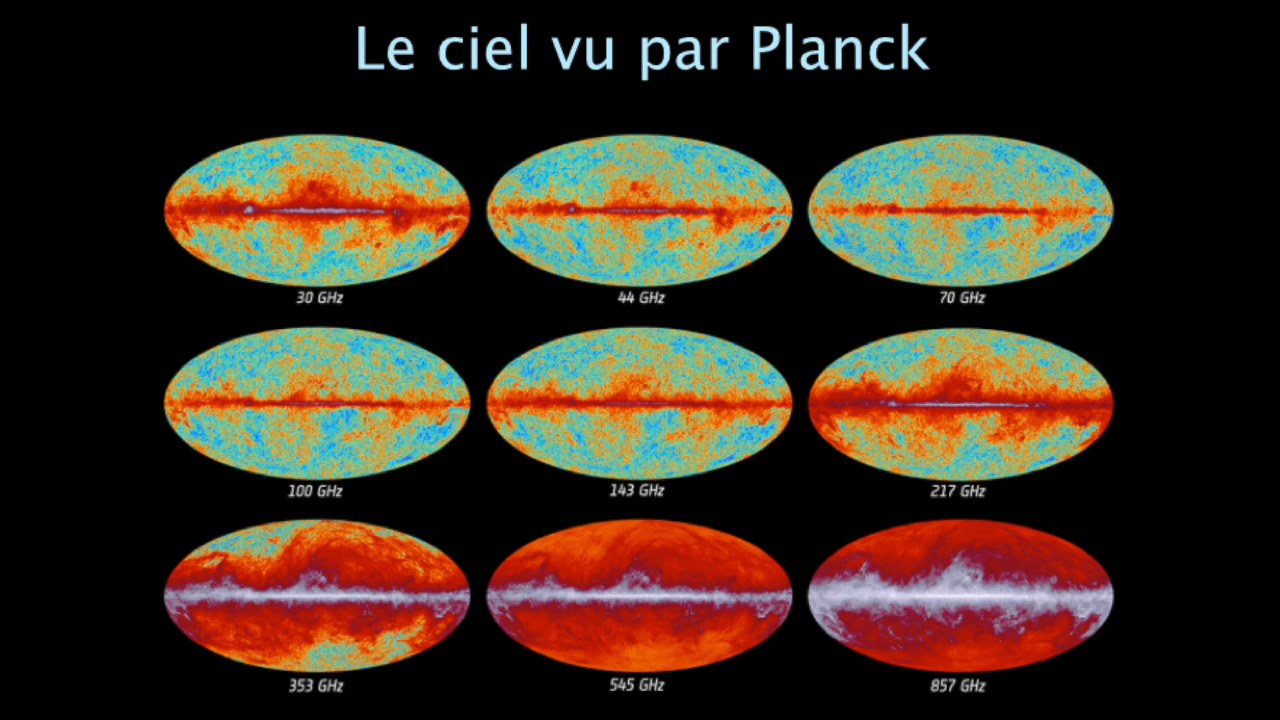 Le ciel vu par Planck
30 GHz
44 GHz
70 GHz
100 GHz
143 GHz
217 GHz
353 GHz
545 GHz
857 GHz